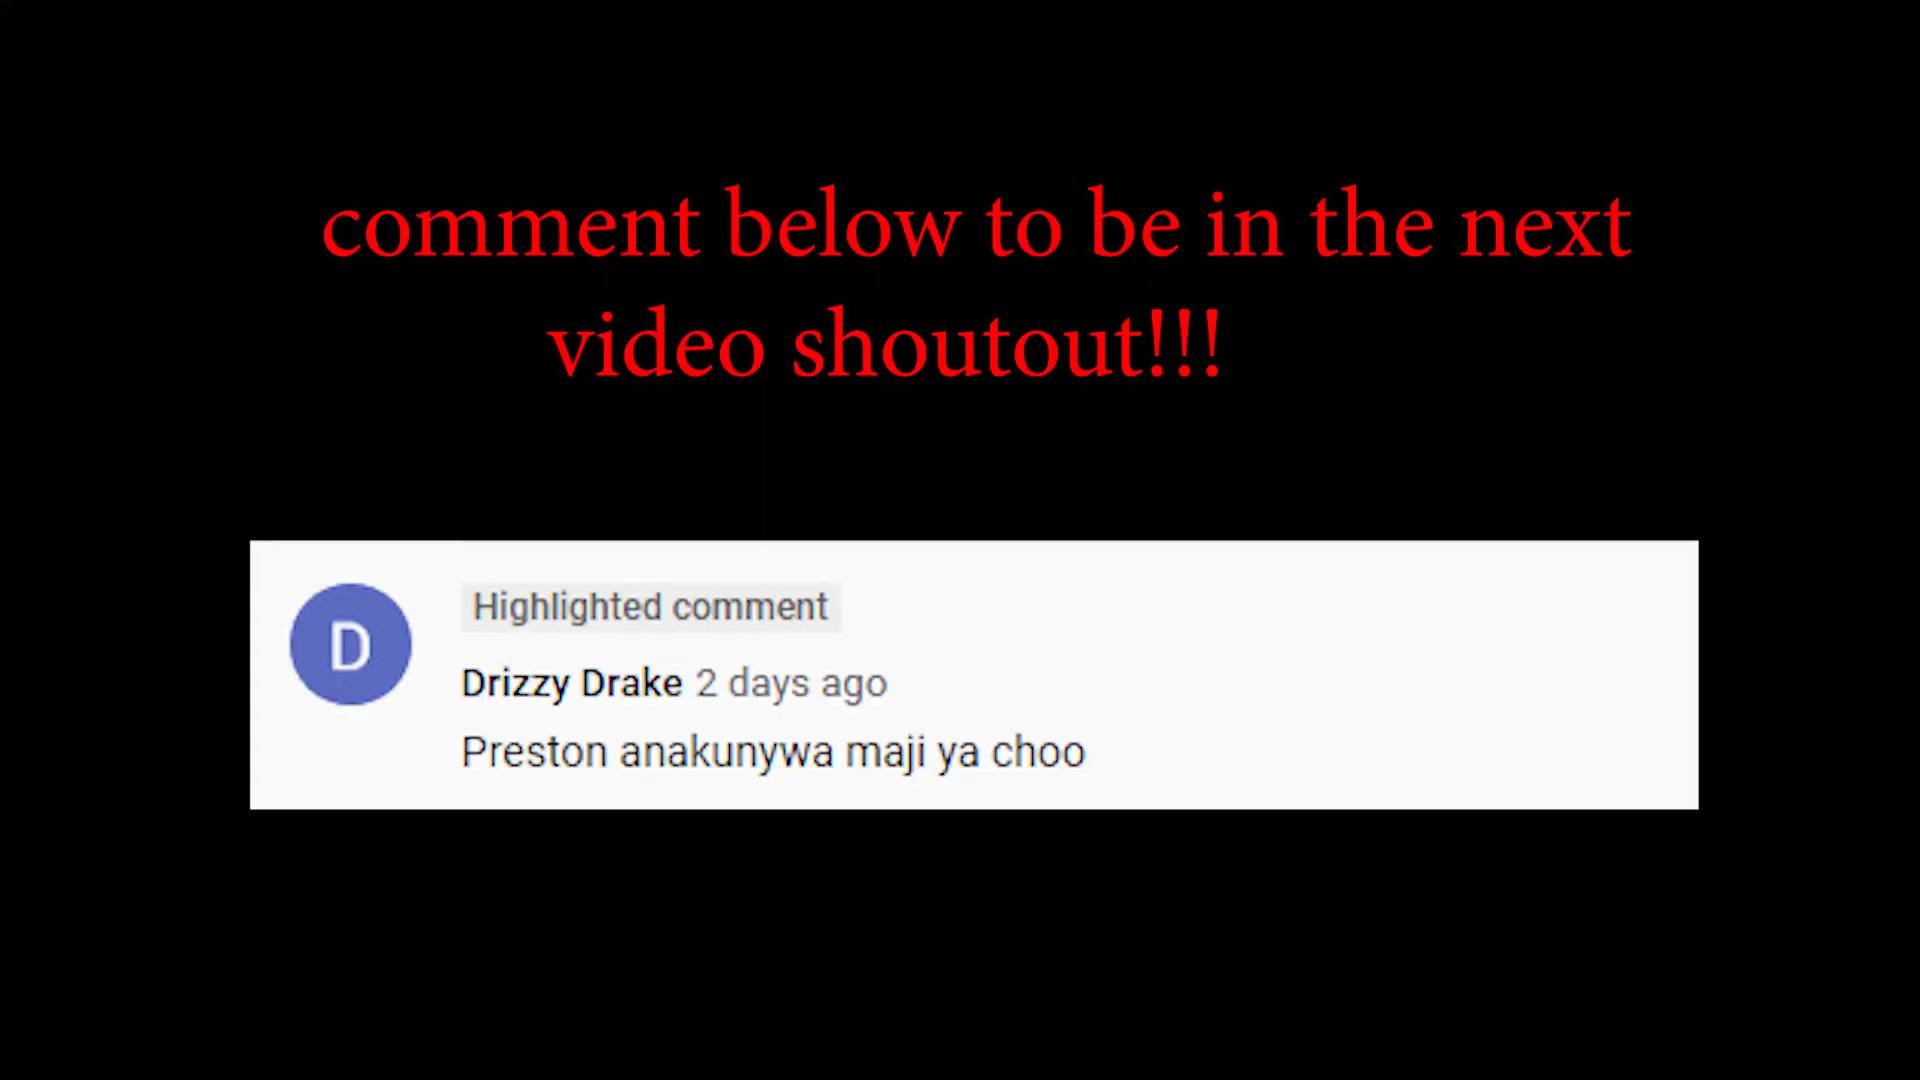 comment below to be in the next
video shoutout!!!
D
Highlighted comment
Drizzy Drake 2 days ago
Preston anakunywa maji ya choo